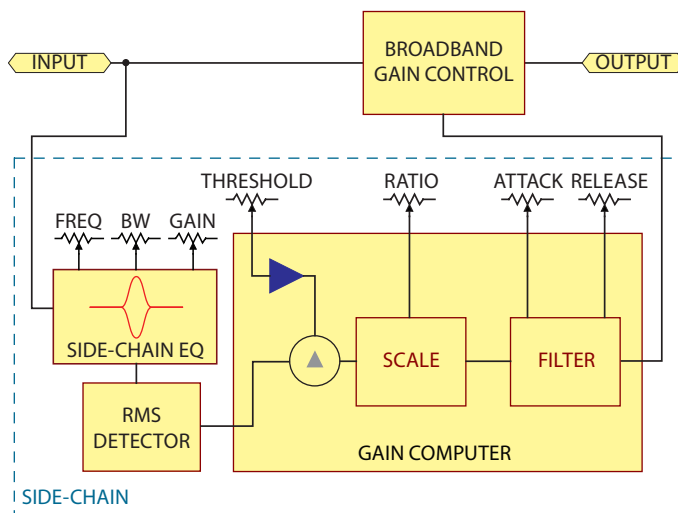 INPUT
BROADBAND
GAIN CONTROL
OUTPUT
THRESHOLD
RATIO
ATTACK
RELEASE
FREQ
BW
GAIN
SIDE-CHAIN EQ
SCALE
FILTER
RMS
DETECTOR
GAIN COMPUTER
SIDE-CHAIN